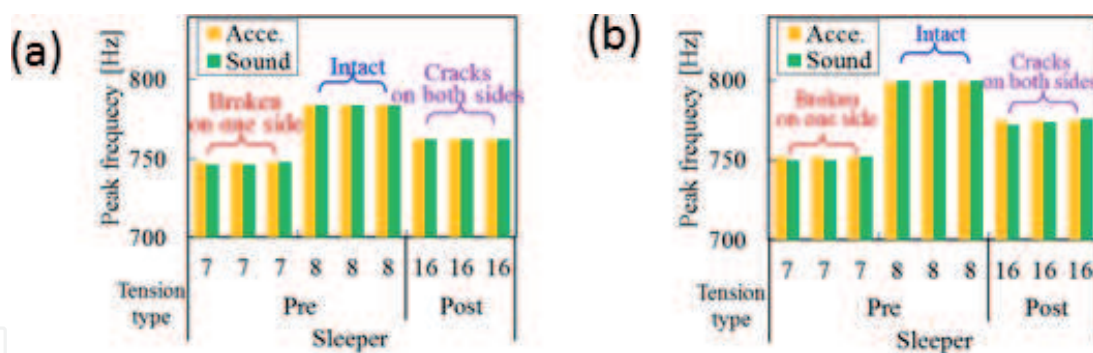 (a)
Acce.
Sound
Peak frequecy [Hz]
800
750
700
Broken
on one side
Intact
Cracks
on both sides
7 7 7 8 8 8 16 16 16
Tension
type
Pre Post
Sleeper
(b)
Acce.
Sound
Peak frequecy [Hz]
800
750
700
Broken
on one side
Intact
Cracks
on both sides
7 7 7 8 8 8 16 16 16
Tension
type
Pre Post
Sleeper